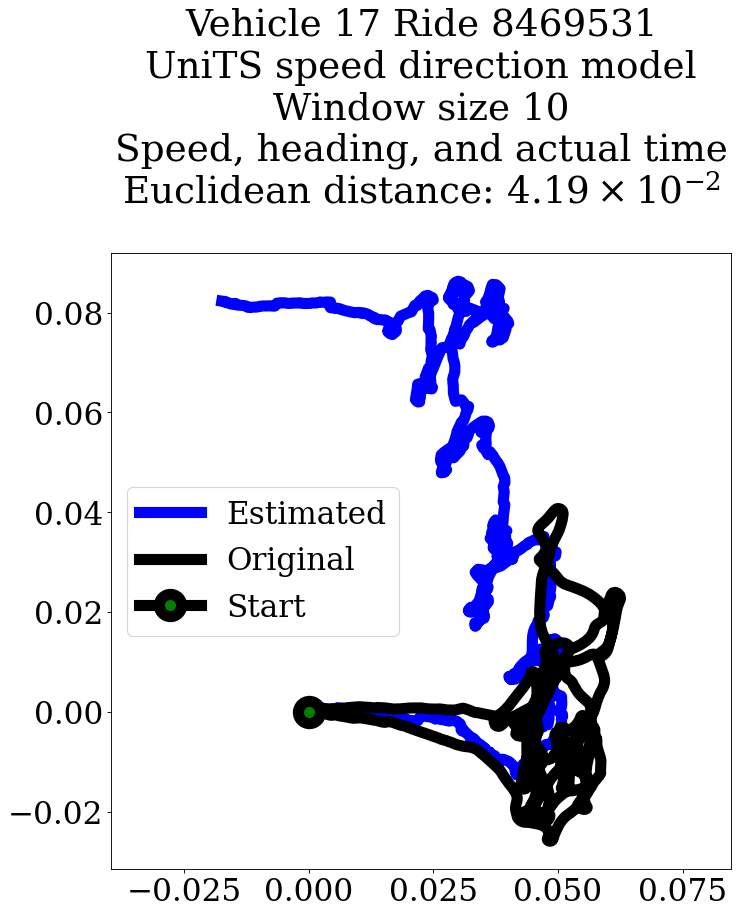 Vehicle 17 Ride 8469531
UniTS speed direction model
Window size 10
Speed, heading, and actual time
Euclidean distance: 4.19 × 10⁻²
0.08
0.06
0.04
0.02
0.00
−0.02
Estimated
Original
Start
−0.025 0.000 0.025 0.050 0.075